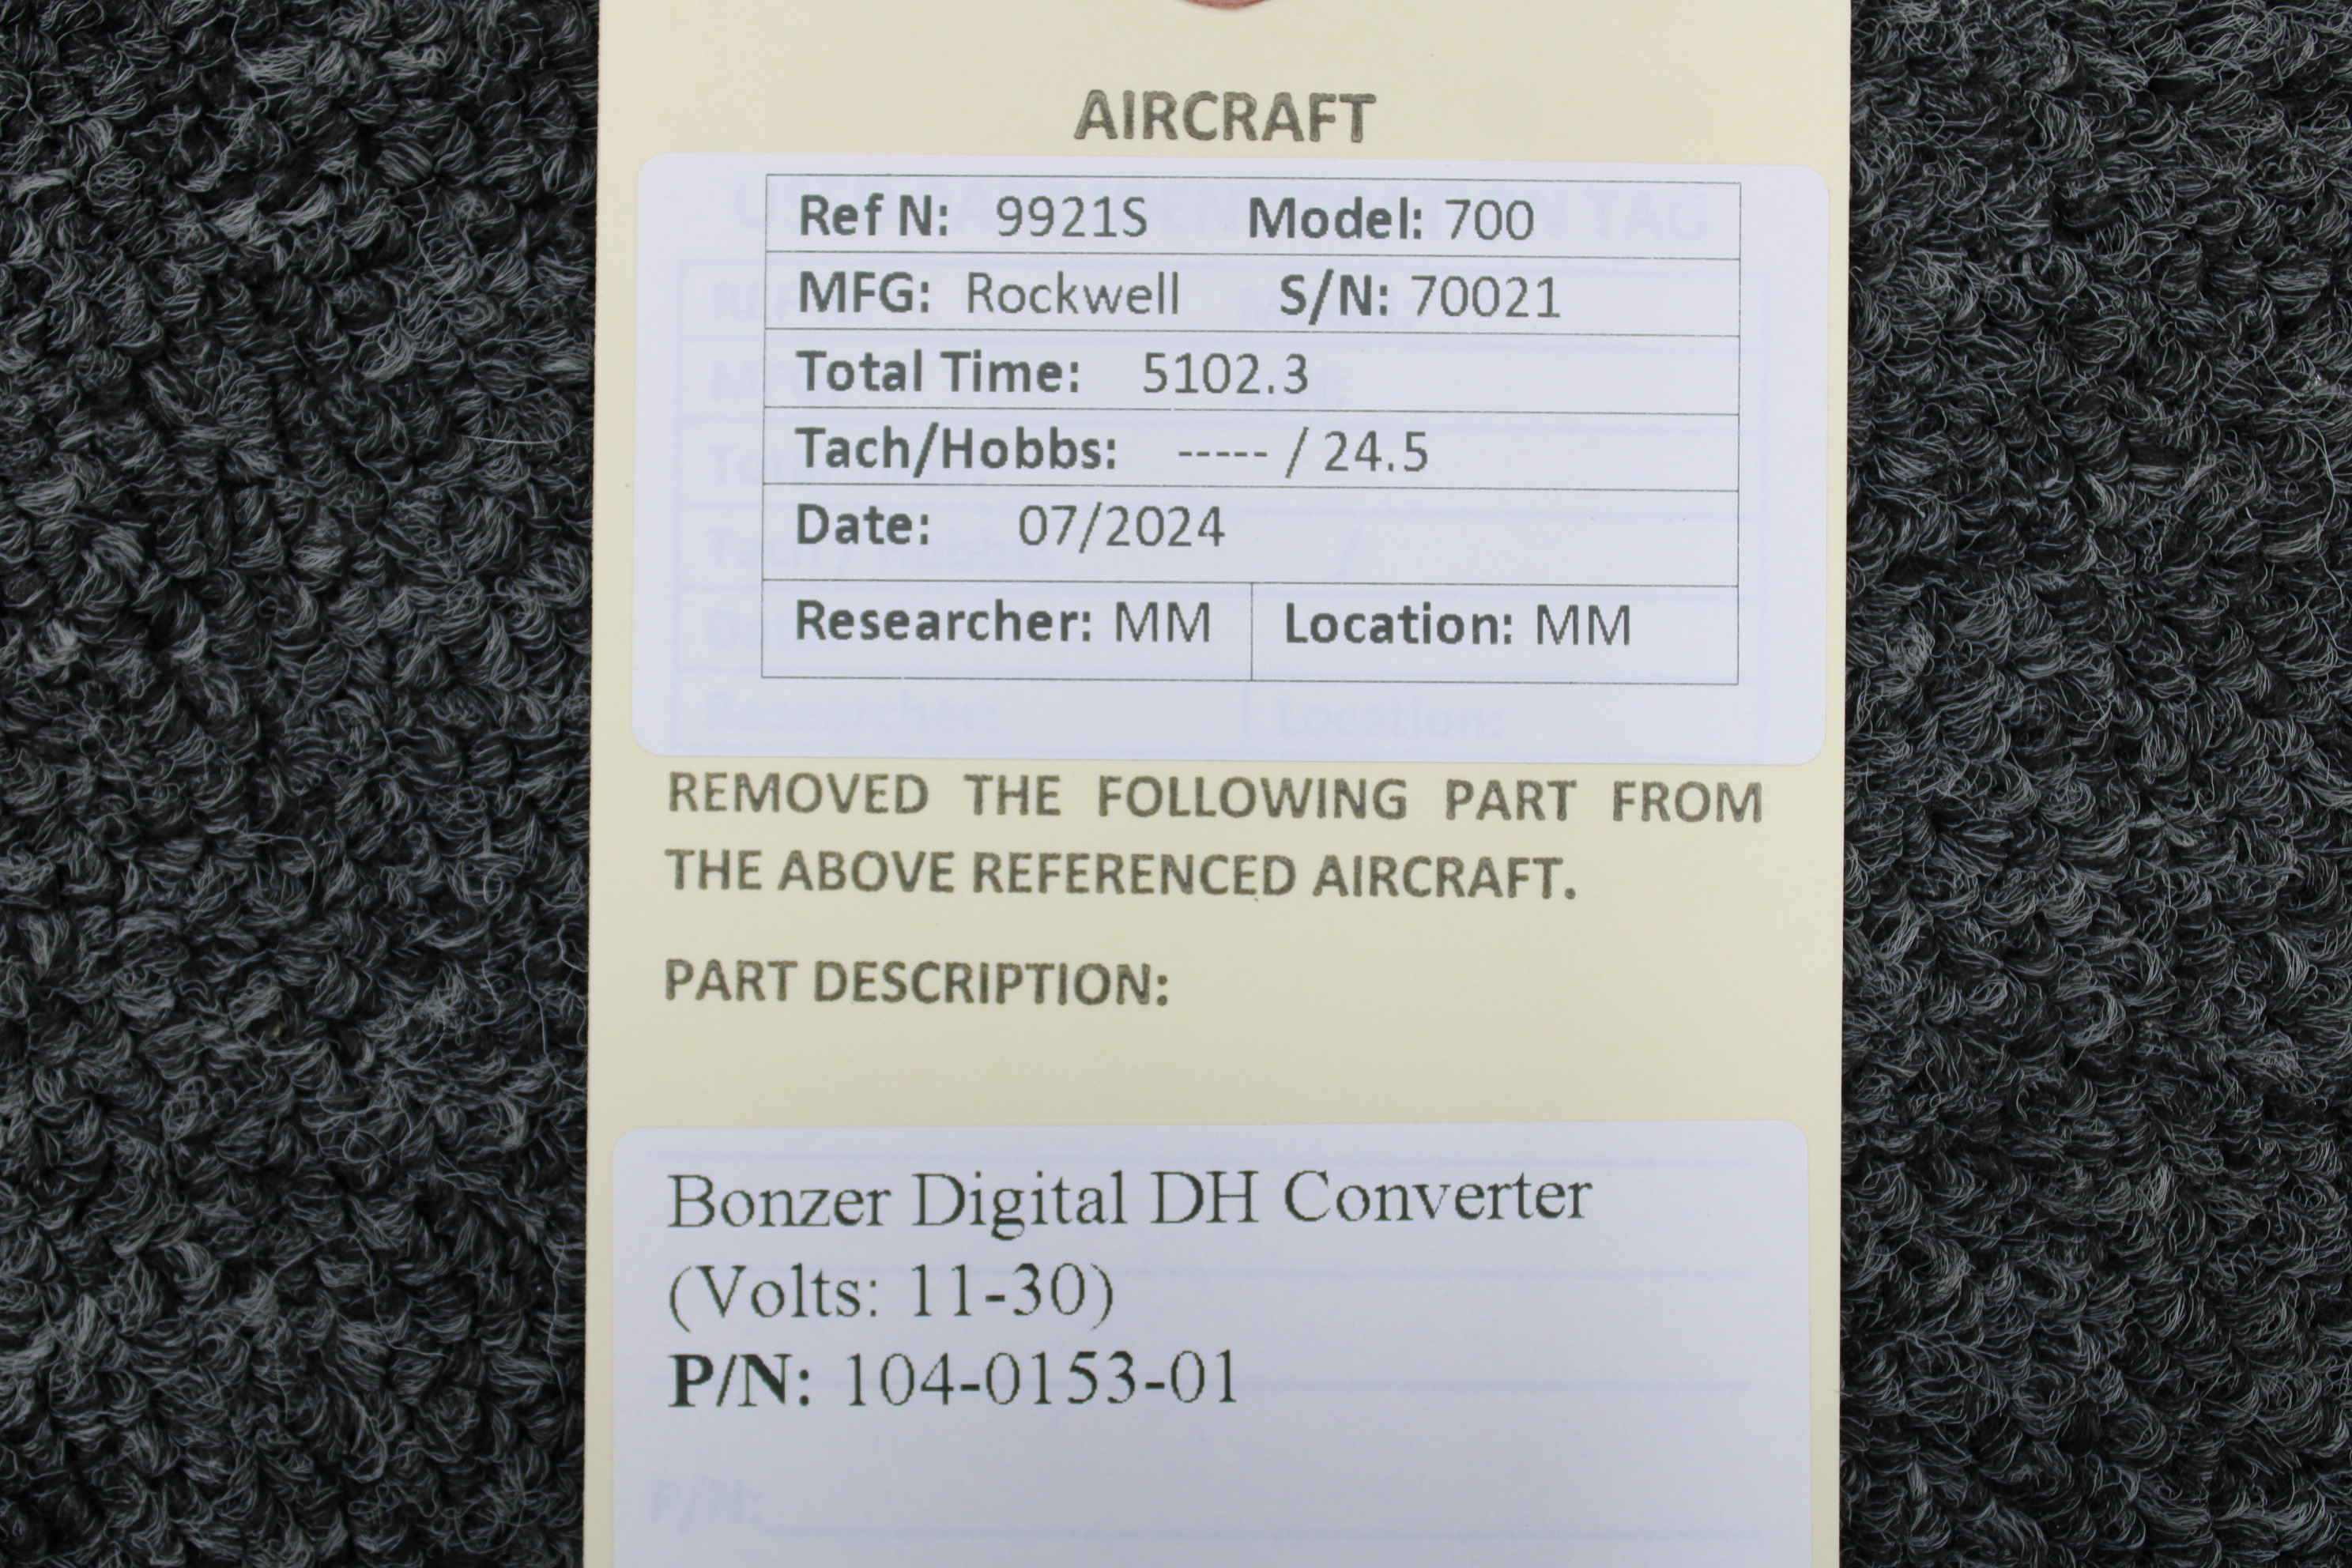 AIRCRAFT
Ref N: 9921S Model: 700
MFG: Rockwell S/N: 70021
Total Time: 5102.3
Tach/Hobbs: ----- / 24.5
Date: 07/2024
Researcher: MM Location: MM
Researcher: Location:
REMOVED THE FOLLOWING PART FROM
THE ABOVE REFERENCED AIRCRAFT.
PART DESCRIPTION:
Bonzer Digital DH Converter
(Volts: 11-30)
P/N: 104-0153-01
P/N: